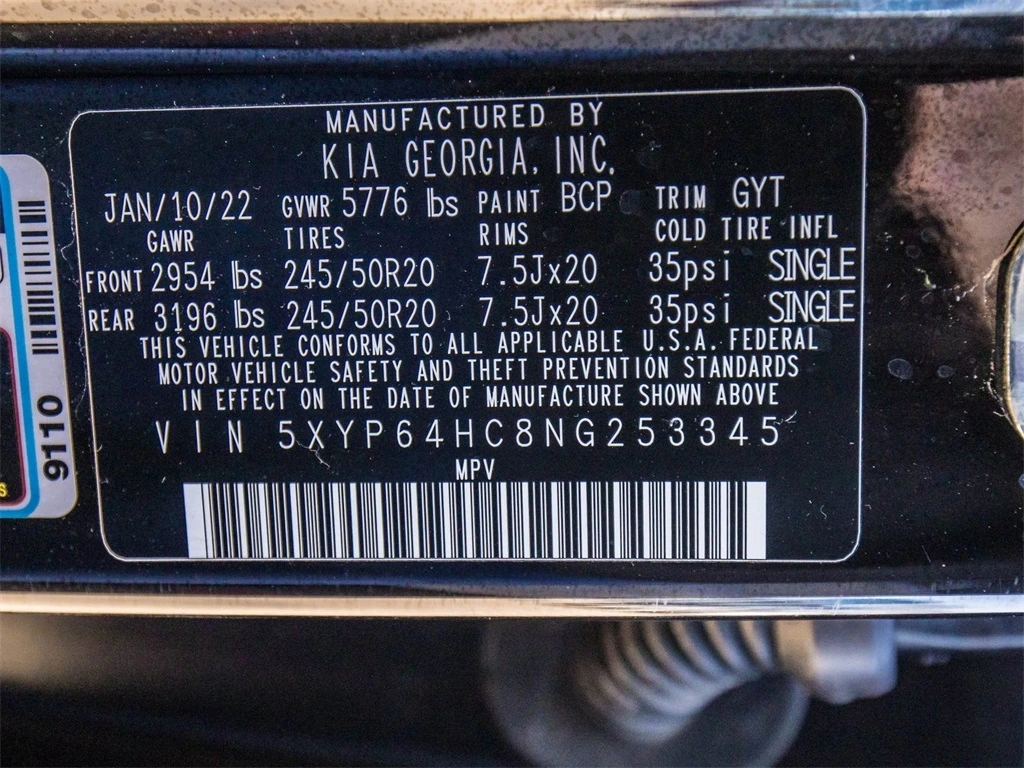 MANUFACTURED BY
KIA GEORGIA, INC.
JAN/10/22 GVWR 5776 lbs PAINT BCP TRIM GYT
GAWR TIRES RIMS COLD TIRE INFL
FRONT 2954 lbs 245/50R20 7.5Jx20 35psi SINGLE
REAR 3196 lbs 245/50R20 7.5Jx20 35psi SINGLE
THIS VEHICLE CONFORMS TO ALL APPLICABLE U.S.A. FEDERAL
MOTOR VEHICLE SAFETY AND THEFT PREVENTION STANDARDS
IN EFFECT ON THE DATE OF MANUFACTURE SHOWN ABOVE
VIN 5XYP64HC8NG253345
MPV
9110